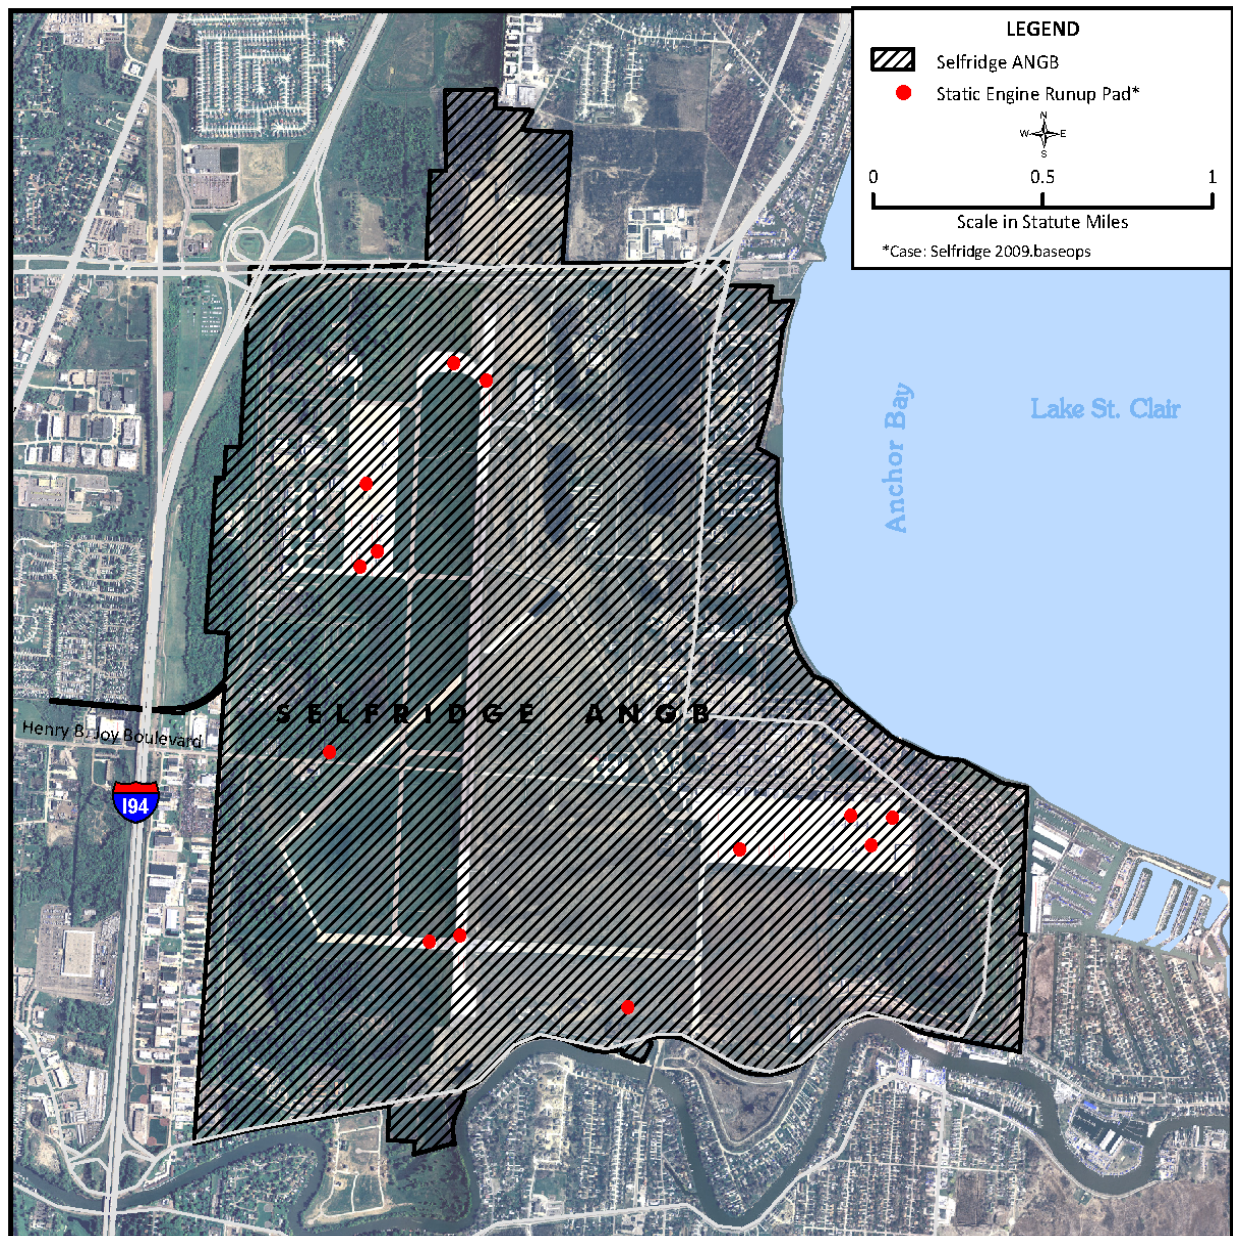 LEGEND
Selfridge ANGB
Static Engine Runup Pad*
N
W E
S
0 0.5 1
Scale in Statute Miles
*Case: Selfridge 2009.baseops
Lake St. Clair
Anchor Bay
SELFRIDGE ANGB
Henry B. Joy Boulevard
194